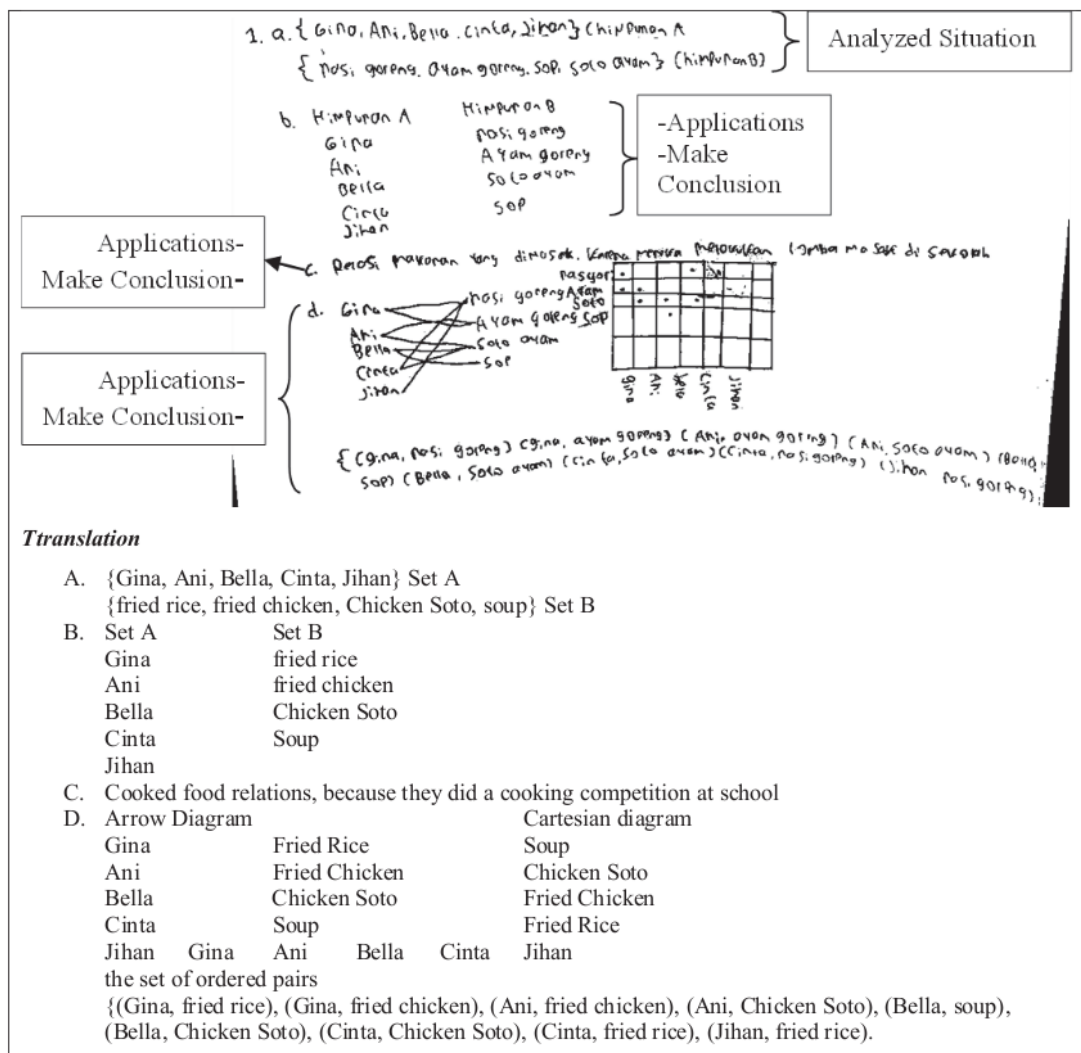 1. a. { Gina, Ani, Bella, Cinta, Jihan } (himpunan A
{ nasi goreng, ayam goreng, sop, soto ayam } (himpunan B)
Analyzed Situation
b. Himpunan A Himpunan B
Gina nasi goreng
Ani Ayam goreng
Bella Soto ayam
Cinta sop
Jihan
-Applications
-Make
Conclusion
Applications-
Make Conclusion-
c. Relasi makanan yang dimasak. karena mereka melakukan lomba masak di sekolah
d. Gina nasi goreng
Ani Ayam goreng
Bella Soto ayam
Cinta sop
Jihan
nasgor
Ayam
Soto
Sop
Gina Ani Bela Cinta Jihan
Applications-
Make Conclusion-
{ (gina, nasi goreng) (gina, ayam goreng) (Ani, ayam goreng) (Ani, soto ayam) (Bella,
sop) (Bella, soto ayam) (Cinta, soto ayam) (Cinta, nasi goreng) (Jihan nasi goreng)
Ttranslation
A. {Gina, Ani, Bella, Cinta, Jihan} Set A
{fried rice, fried chicken, Chicken Soto, soup} Set B
B. Set A Set B
Gina fried rice
Ani fried chicken
Bella Chicken Soto
Cinta Soup
Jihan
C. Cooked food relations, because they did a cooking competition at school
D. Arrow Diagram Cartesian diagram
Gina Fried Rice Soup
Ani Fried Chicken Chicken Soto
Bella Chicken Soto Fried Chicken
Cinta Soup Fried Rice
Jihan Gina Ani Bella Cinta Jihan
the set of ordered pairs
{(Gina, fried rice), (Gina, fried chicken), (Ani, fried chicken), (Ani, Chicken Soto), (Bella, soup),
(Bella, Chicken Soto), (Cinta, Chicken Soto), (Cinta, fried rice), (Jihan, fried rice).